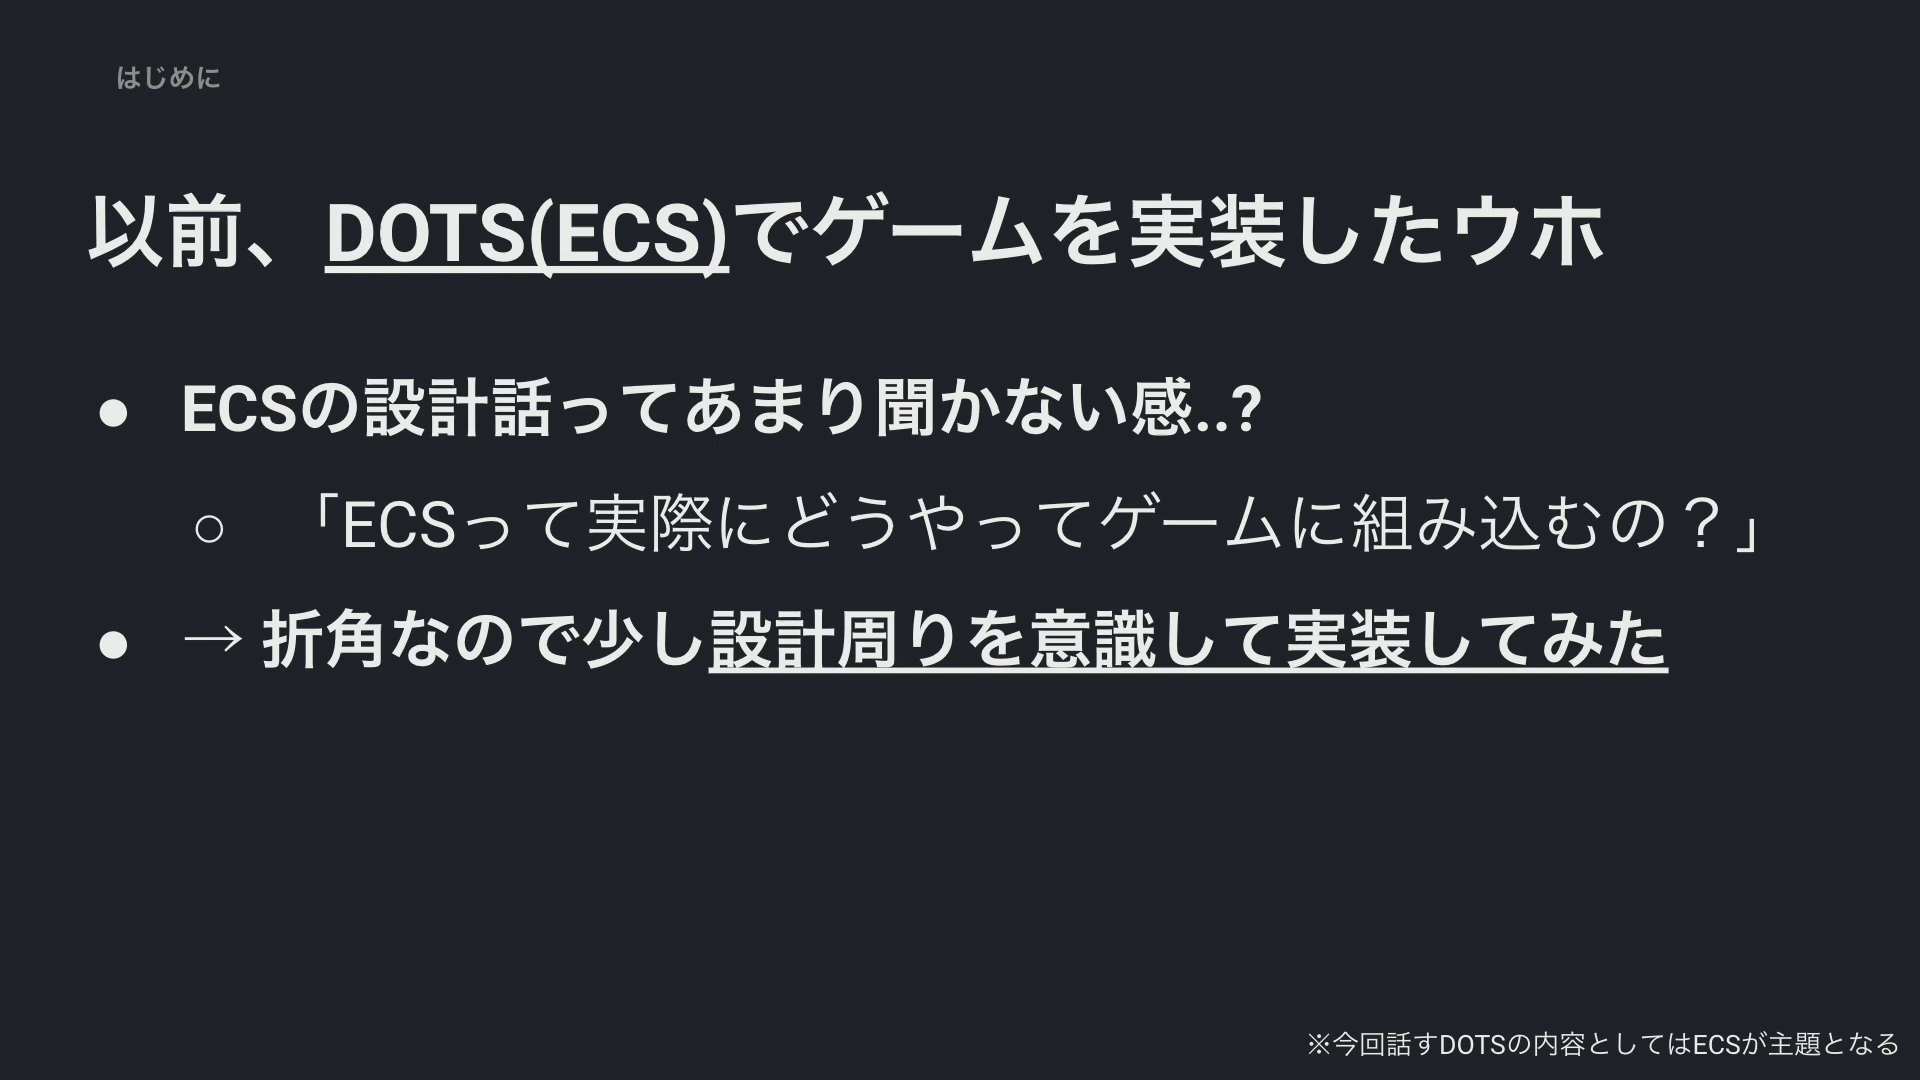 はじめに
以前、DOTS(ECS)でゲームを実装したウホ
● ECSの設計話ってあまり聞かない感..?
○ 「ECSって実際にどうやってゲームに組み込むの？」
● → 折角なので少し設計周りを意識して実装してみた
※今回話すDOTSの内容としてはECSが主題となる